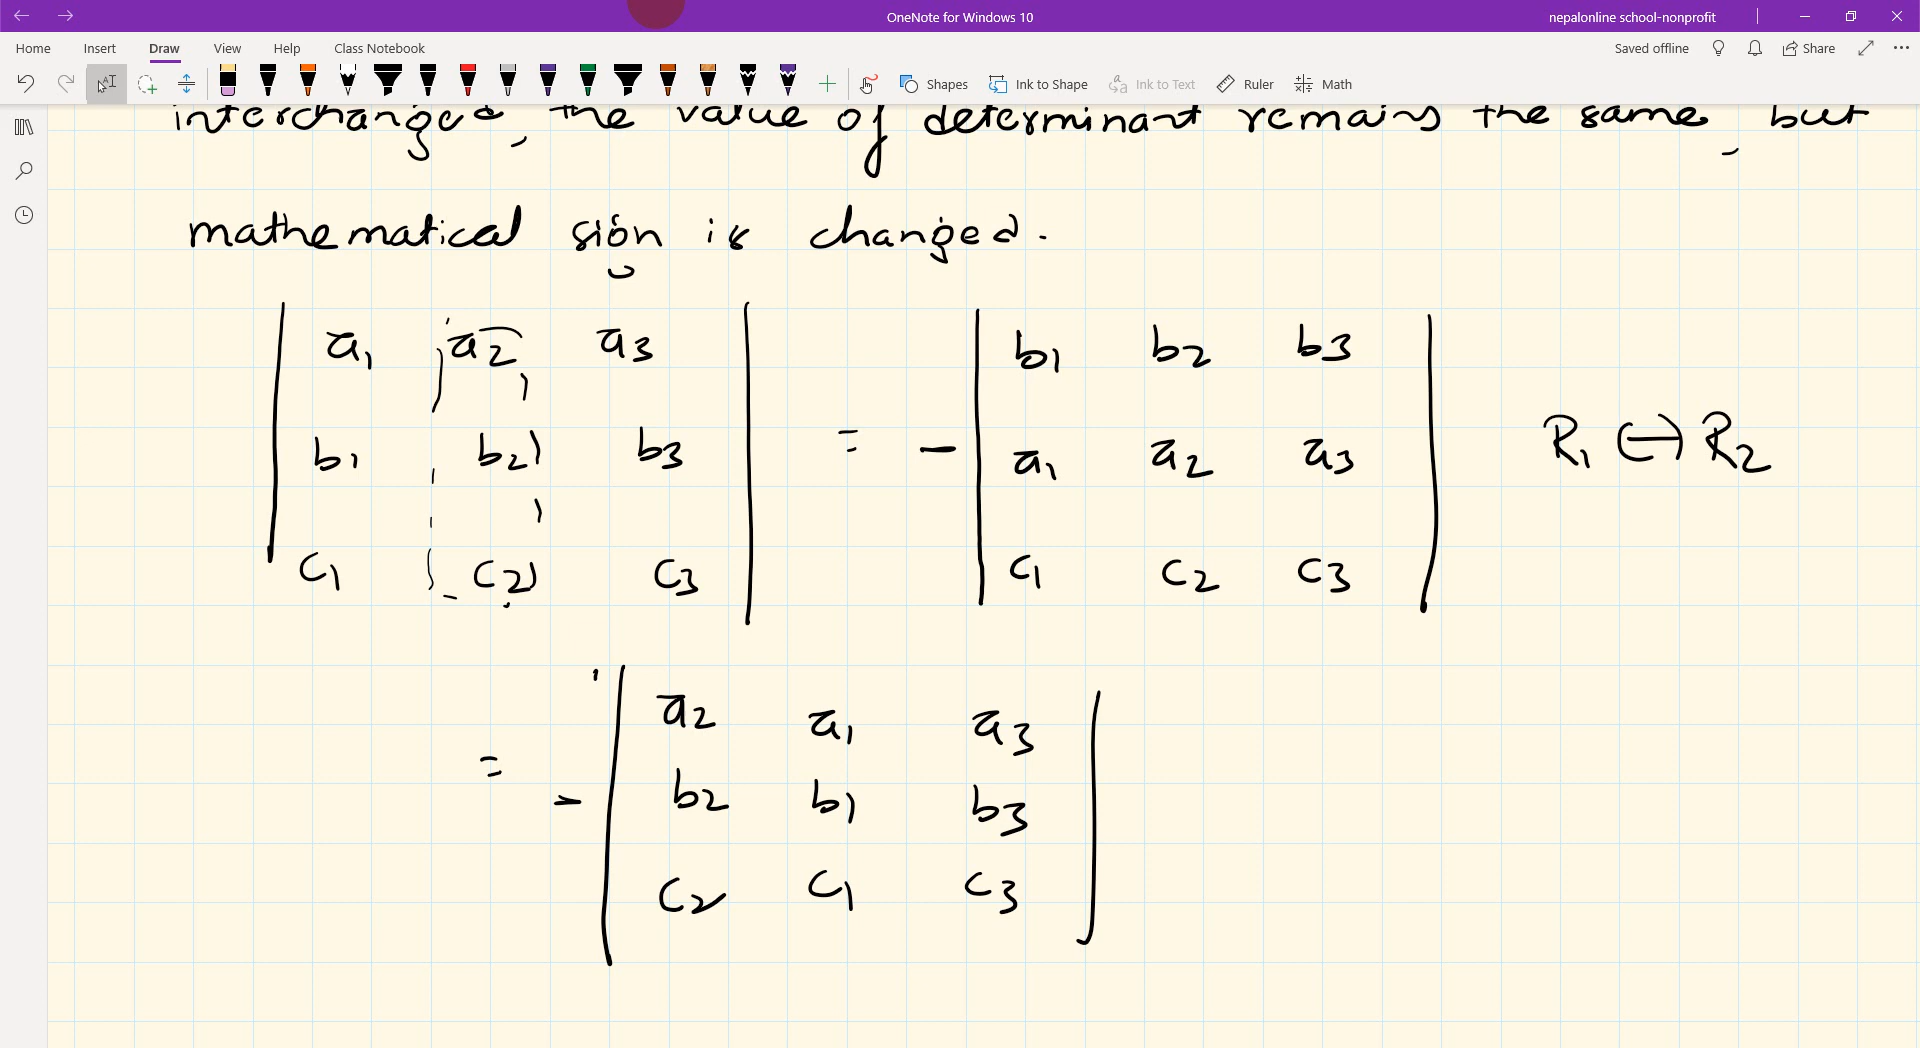 OneNote for Windows 10
nepalonline school-nonprofit
Home Insert Draw View Help Class Notebook
Saved offline Share
Shapes Ink to Shape Ink to Text Ruler Math
interchanged, the value of determinant remains the same, but
mathematical sign is changed.
| a1 a2 a3 | = - | b1 b2 b3 |
| b1 b2 b3 | | a1 a2 a3 | R1 ↔ R2
| c1 c2 c3 | | c1 c2 c3 |
= - | a2 a1 a3 |
| b2 b1 b3 |
| c2 c1 c3 |